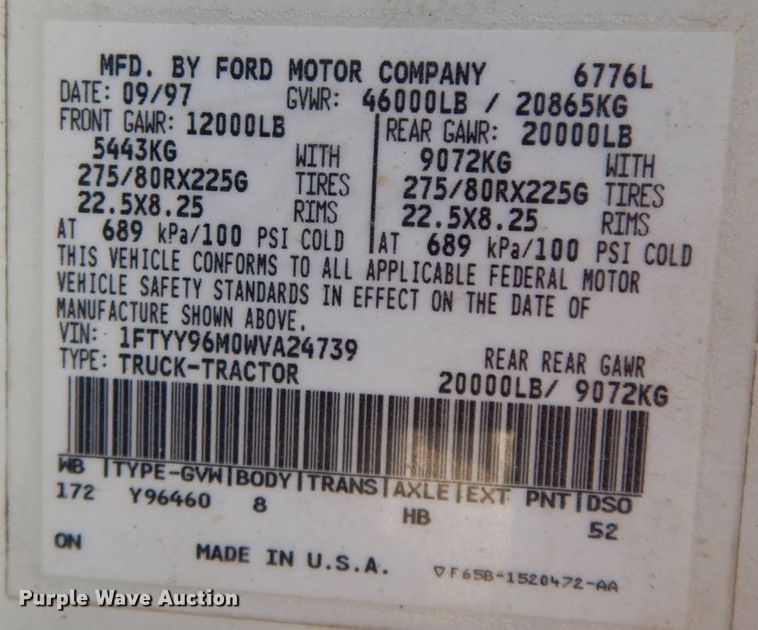 MFD. BY FORD MOTOR COMPANY 6776L
DATE: 09/97 GVWR: 46000LB / 20865KG
FRONT GAWR: 12000LB REAR GAWR: 20000LB
5443KG WITH 9072KG WITH
275/80RX225G TIRES 275/80RX225G TIRES
22.5X8.25 RIMS 22.5X8.25 RIMS
AT 689 kPa/100 PSI COLD AT 689 kPa/100 PSI COLD
THIS VEHICLE CONFORMS TO ALL APPLICABLE FEDERAL MOTOR
VEHICLE SAFETY STANDARDS IN EFFECT ON THE DATE OF
MANUFACTURE SHOWN ABOVE.
VIN: 1FTYY96M0WVA24739 REAR REAR GAWR
TYPE: TRUCK-TRACTOR 20000LB/ 9072KG
WB |TYPE-GVW|BODY|TRANS|AXLE|EXT PNT|DSO
172 Y96460 8 HB 52
ON MADE IN U.S.A. ▽F65B-1520472-AA
Purple Wave Auction